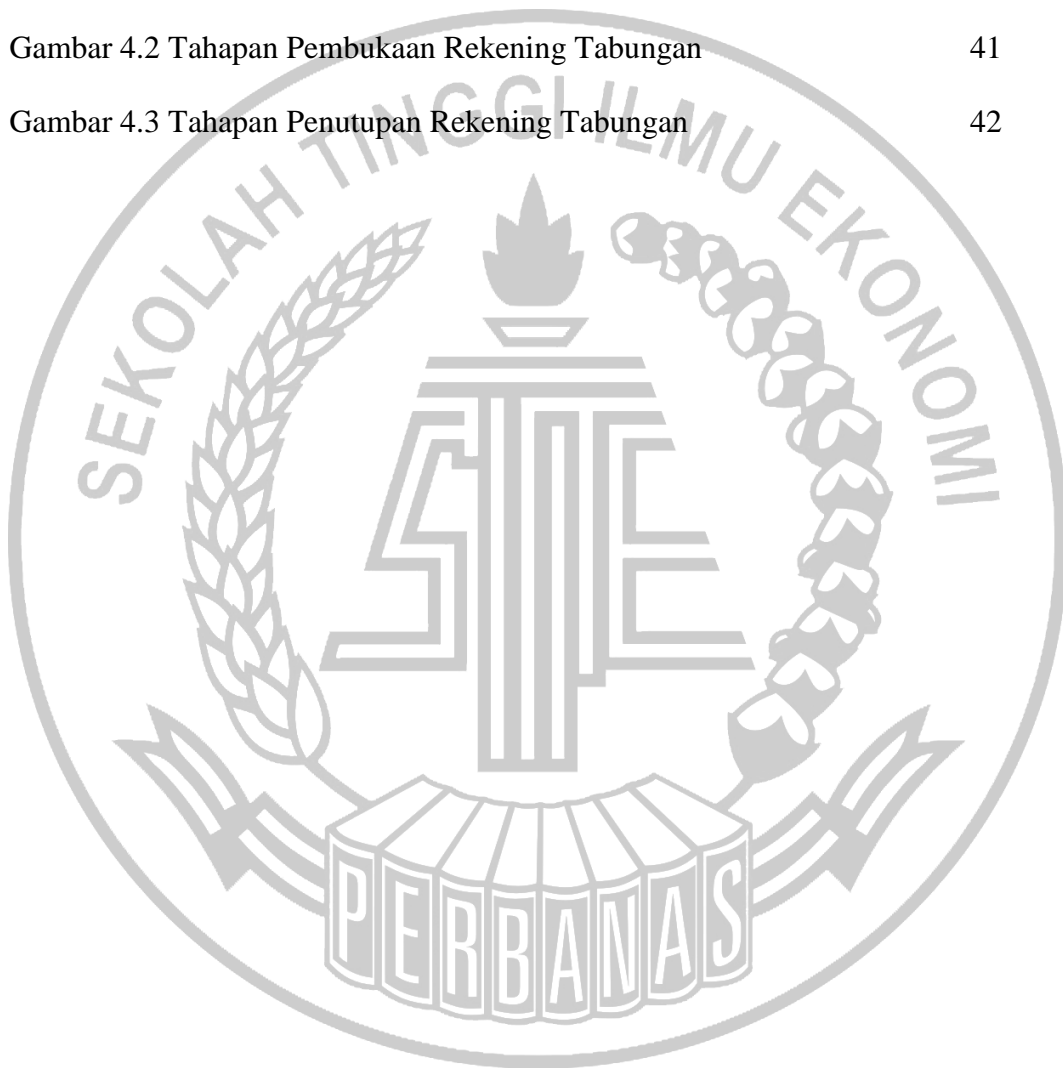 Gambar 4.2 Tahapan Pembukaan Rekening Tabungan 41
Gambar 4.3 Tahapan Penutupan Rekening Tabungan 42
SEKOLAH TINGGI ILMU EKONOMI
STIE
PERBANAS